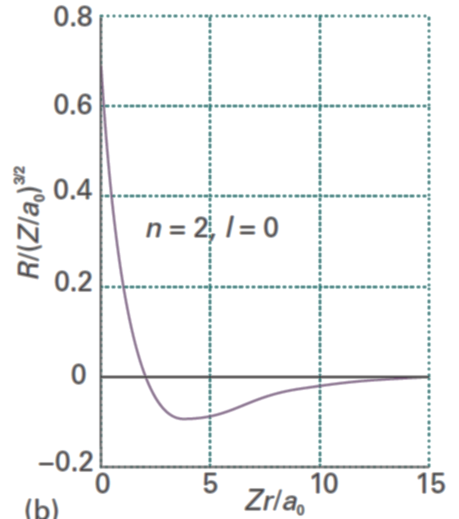 0.8
0.6
0.4
0.2
0
−0.2
R/(Z/a₀)^3/2
n = 2, l = 0
0 5 10 15
Zr/a₀
(b)